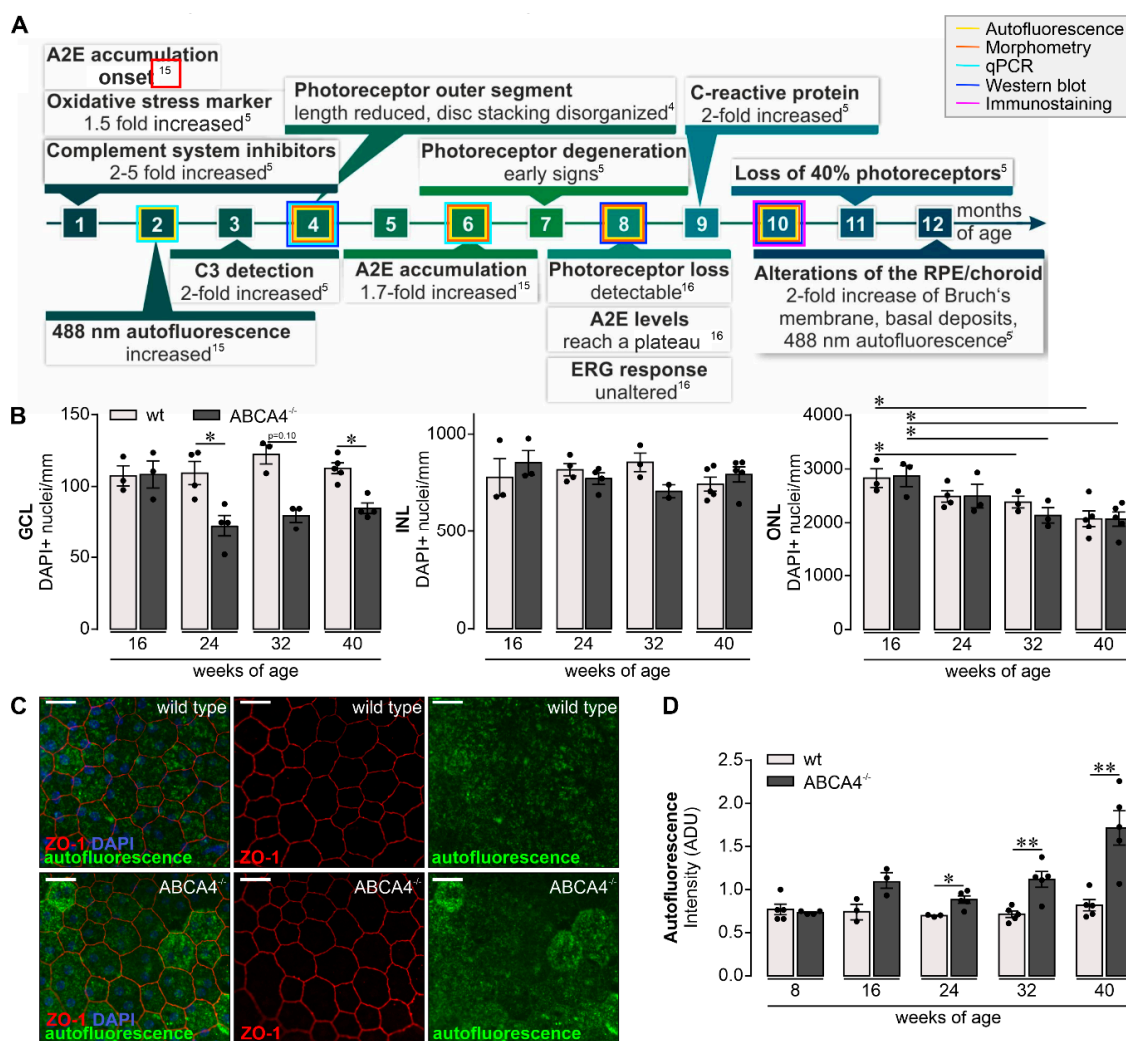 A
A2E accumulation
onset 15
Oxidative stress marker
1.5 fold increased5
Complement system inhibitors
2-5 fold increased5
Photoreceptor outer segment
length reduced, disc stacking disorganized4
Photoreceptor degeneration
early signs5
C-reactive protein
2-fold increased5
Loss of 40% photoreceptors5
Autofluorescence
Morphometry
qPCR
Western blot
Immunostaining
1 2 3 4 5 6 7 8 9 10 11 12 months
of age
C3 detection
2-fold increased5
488 nm autofluorescence
increased15
A2E accumulation
1.7-fold increased15
Photoreceptor loss
detectable16
A2E levels
reach a plateau 16
ERG response
unaltered16
Alterations of the RPE/choroid
2-fold increase of Bruch‘s
membrane, basal deposits,
488 nm autofluorescence5
B
wt ABCA4-/-
GCL
DAPI+ nuclei/mm
150
100
50
0
* p=0.10 *
16 24 32 40
weeks of age
INL
DAPI+ nuclei/mm
1000
500
0
16 24 32 40
weeks of age
ONL
DAPI+ nuclei/mm
4000
3000
2000
1000
0
*
*
*
*
16 24 32 40
weeks of age
C
wild type
ZO-1 DAPI
autofluorescence
wild type
ZO-1
wild type
autofluorescence
ABCA4-/-
ZO-1 DAPI
autofluorescence
ABCA4-/-
ZO-1
ABCA4-/-
autofluorescence
D
wt
ABCA4-/-
Autofluorescence
Intensity (ADU)
2.5
2.0
1.5
1.0
0.5
0.0
* ** **
8 16 24 32 40
weeks of age